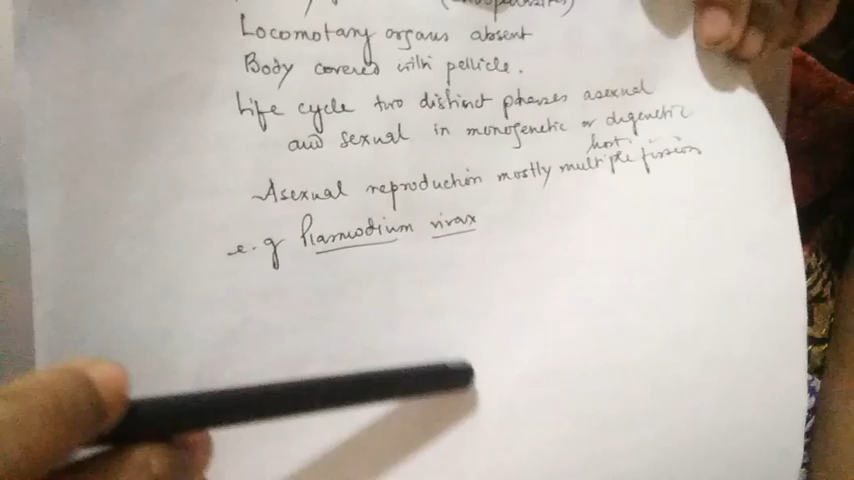 (endoparasites)
Locomotary organs absent
Body covered with pellicle.
Life cycle two distinct phases asexual
and sexual in monogenetic or digenetic
host.
Asexual reproduction mostly multiple fission
e.g Plasmodium vivax